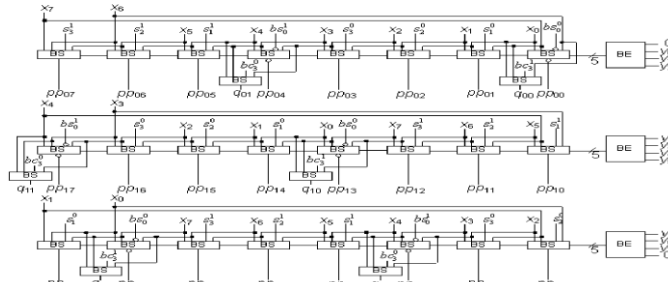 x7 x6
s3^1 s2^1 x5 s1^1 x4 bs0^1 x3 s3^0 x2 s2^0 x1 s1^0 x0 bs0^0
BS BS BS BS BS BS BS BS 5 BE
bc3^1 BS bc3^0 BS
pp07 pp06 pp05 q01 pp04 pp03 pp02 pp01 q00 pp00
x4 x3
bs0^1 s3^0 x2 s2^0 x1 s1^0 x0 bs0^0 x7 s3^1 x6 s2^1 x5 s1^1
BS BS BS BS BS BS BS BS 5 BE
bc3^0 BS bc3^1 BS
q11 pp17 pp16 pp15 pp14 q10 pp13 pp12 pp11 pp10
x1 x0
s1^0 bs0^0 x7 s3^1 x6 s2^1 x5 s1^1 x4 bs0^1 x3 s3^0 x2
BS BS BS BS BS BS BS BS 5 BE
bc3^1 BS BS